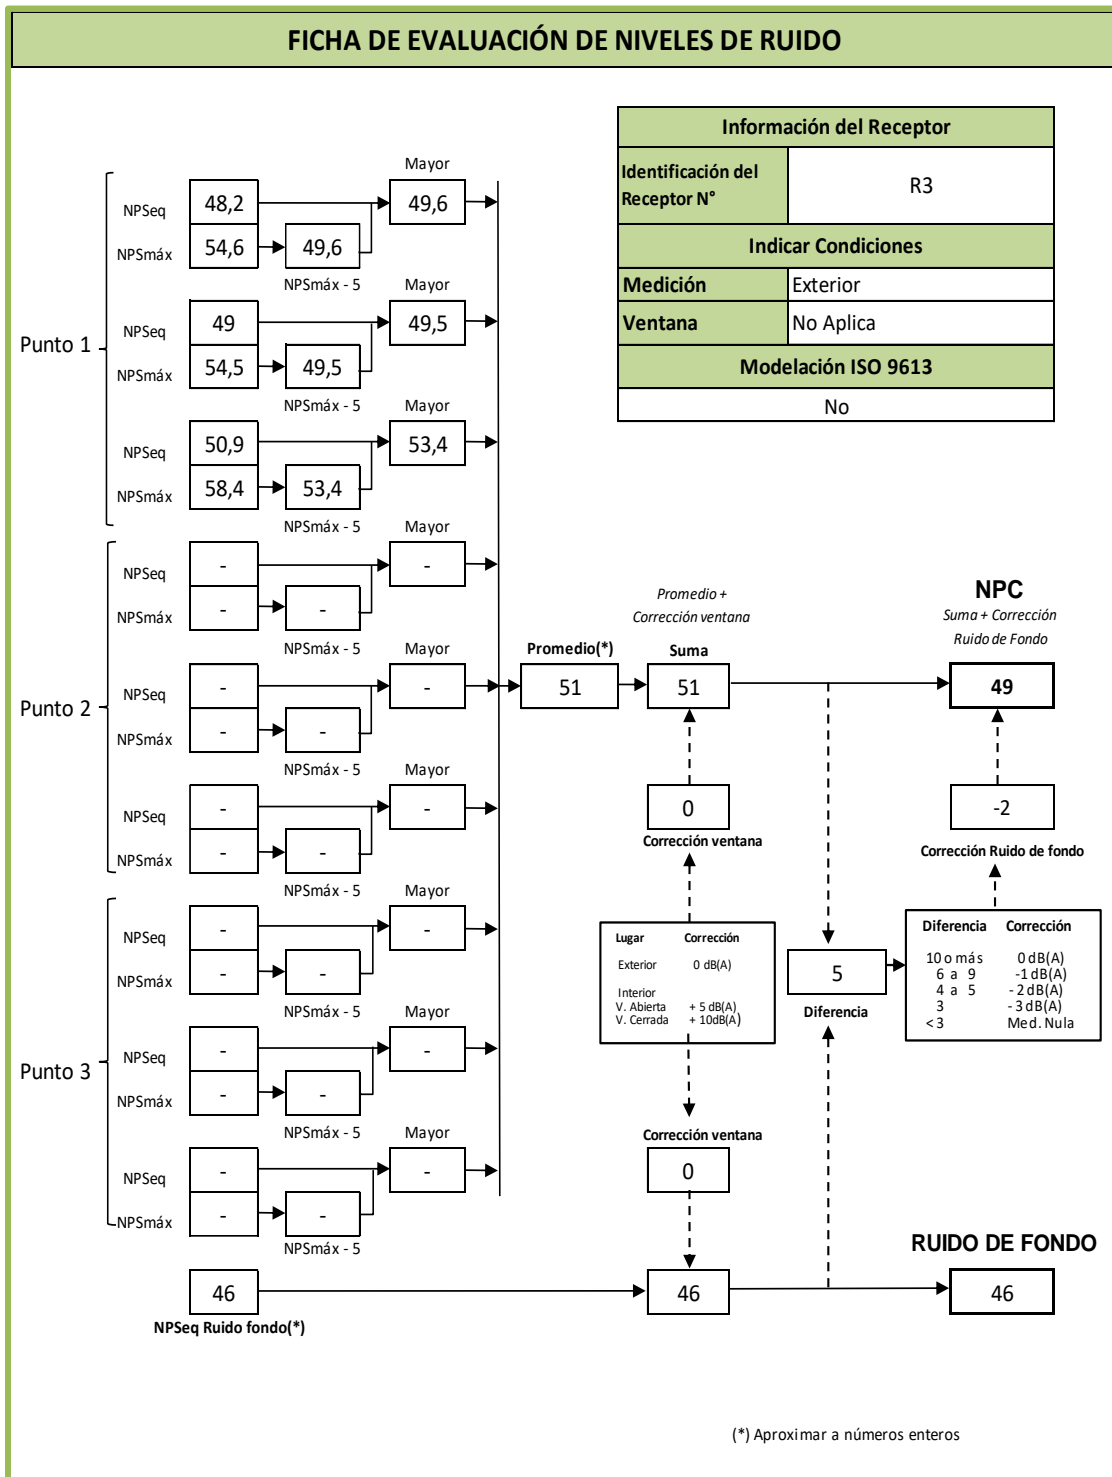 FICHA DE EVALUACIÓN DE NIVELES DE RUIDO
Información del Receptor
Identificación del Receptor N° R3
Indicar Condiciones
Medición Exterior
Ventana No Aplica
Modelación ISO 9613
No
Punto 1
Mayor
NPSeq 48,2 49,6
NPSmáx 54,6 49,6
NPSmáx - 5
Mayor
NPSeq 49 49,5
NPSmáx 54,5 49,5
NPSmáx - 5
Mayor
NPSeq 50,9 53,4
NPSmáx 58,4 53,4
NPSmáx - 5
Punto 2
Mayor
NPSeq - -
NPSmáx - -
NPSmáx - 5
Mayor
NPSeq - -
NPSmáx - -
NPSmáx - 5
Mayor
NPSeq - -
NPSmáx - -
NPSmáx - 5
Punto 3
Mayor
NPSeq - -
NPSmáx - -
NPSmáx - 5
Mayor
NPSeq - -
NPSmáx - -
NPSmáx - 5
Mayor
NPSeq - -
NPSmáx - -
NPSmáx - 5
46
NPSeq Ruido fondo(*)
Promedio(*)
51
Promedio +
Corrección ventana
Suma
51
0
Corrección ventana
Lugar Corrección
Exterior 0 dB(A)
Interior
V. Abierta + 5 dB(A)
V. Cerrada + 10dB(A)
Corrección ventana
0
46
5
Diferencia
NPC
Suma + Corrección
Ruido de Fondo
49
-2
Corrección Ruido de fondo
Diferencia Corrección
10 o más 0 dB(A)
6 a 9 -1 dB(A)
4 a 5 - 2 dB(A)
3 - 3 dB(A)
< 3 Med. Nula
RUIDO DE FONDO
46
(*) Aproximar a números enteros